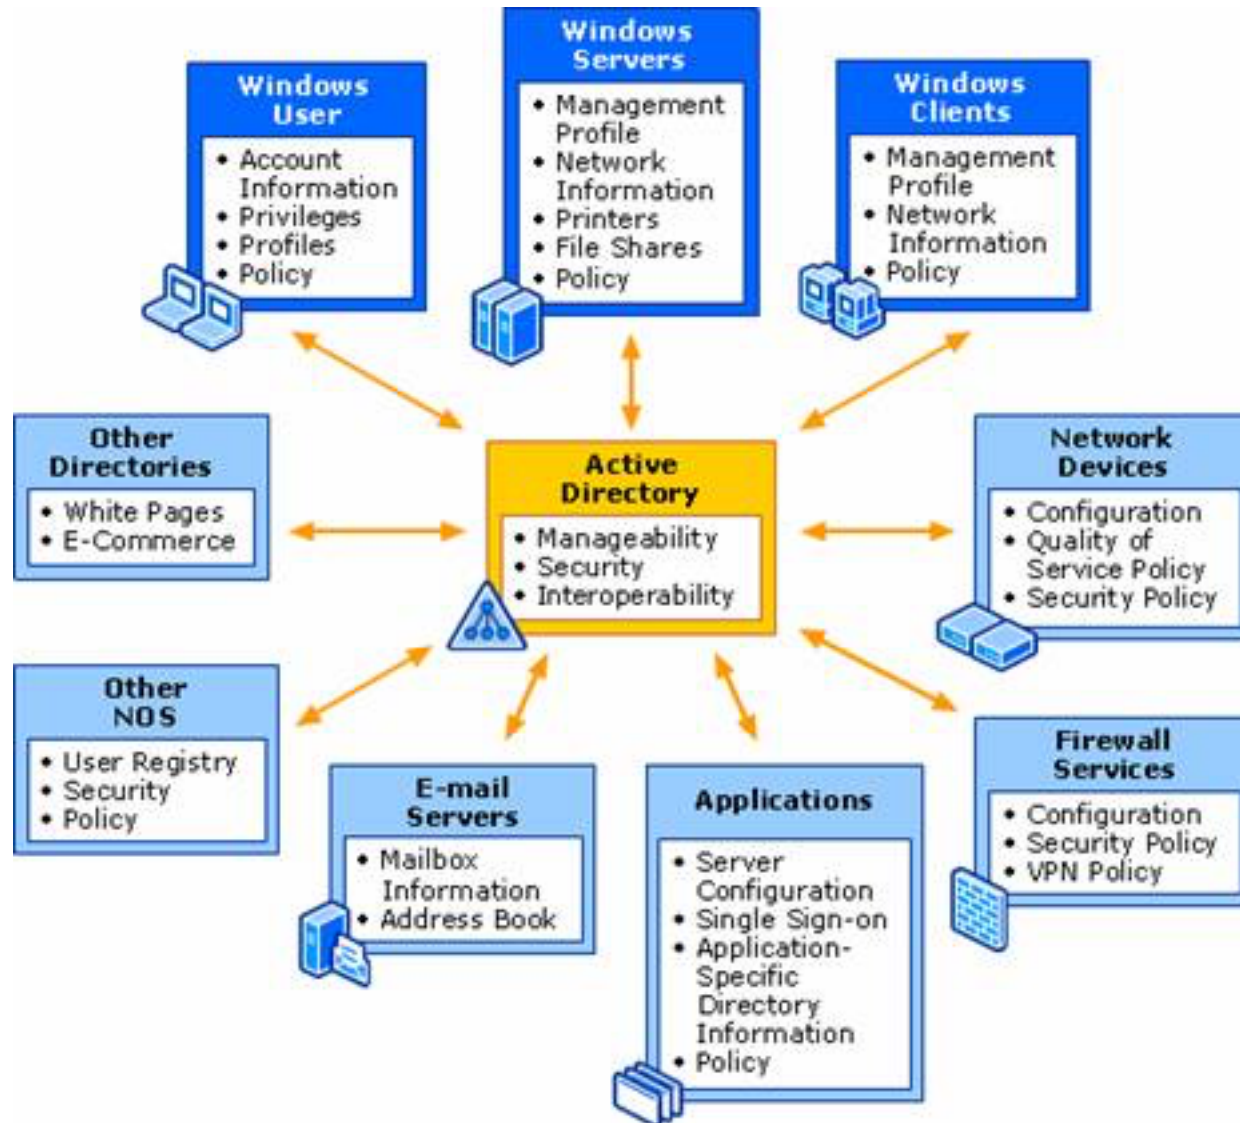 Windows
User
• Account
Information
• Privileges
• Profiles
• Policy
Windows
Servers
• Management
Profile
• Network
Information
• Printers
• File Shares
• Policy
Windows
Clients
• Management
Profile
• Network
Information
• Policy
Other
Directories
• White Pages
• E-Commerce
Active
Directory
• Manageability
• Security
• Interoperability
Network
Devices
• Configuration
• Quality of
Service Policy
• Security Policy
Other
NOS
• User Registry
• Security
• Policy
E-mail
Servers
• Mailbox
Information
• Address Book
Applications
• Server
Configuration
• Single Sign-on
• Application-
Specific
Directory
Information
• Policy
Firewall
Services
• Configuration
• Security Policy
• VPN Policy